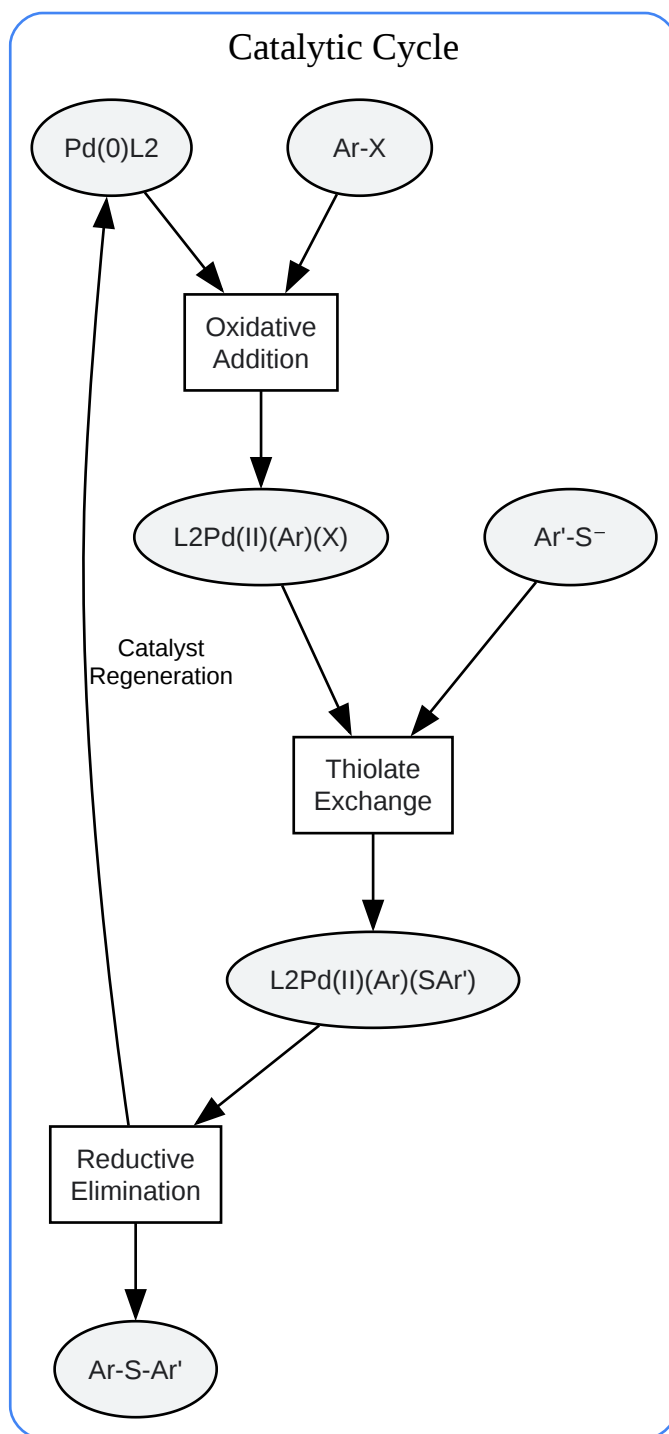 Catalytic Cycle
Pd(0)L2
Ar-X
Oxidative
Addition
L2Pd(II)(Ar)(X)
Ar'-S⁻
Catalyst
Regeneration
Thiolate
Exchange
L2Pd(II)(Ar)(SAr')
Reductive
Elimination
Ar-S-Ar'